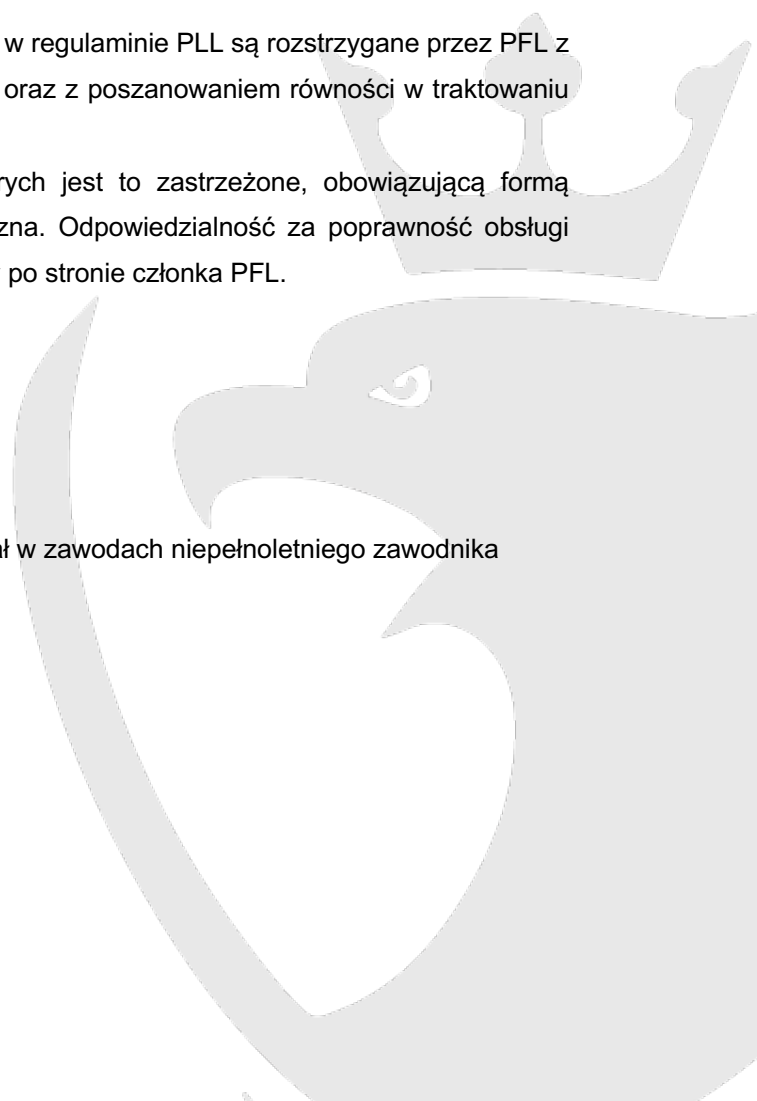 w regulaminie PLL są rozstrzygane przez PFL z
oraz z poszanowaniem równości w traktowaniu
rych jest to zastrzeżone, obowiązującą formą
zna. Odpowiedzialność za poprawność obsługi
po stronie członka PFL.
w zawodach niepełnoletniego zawodnika